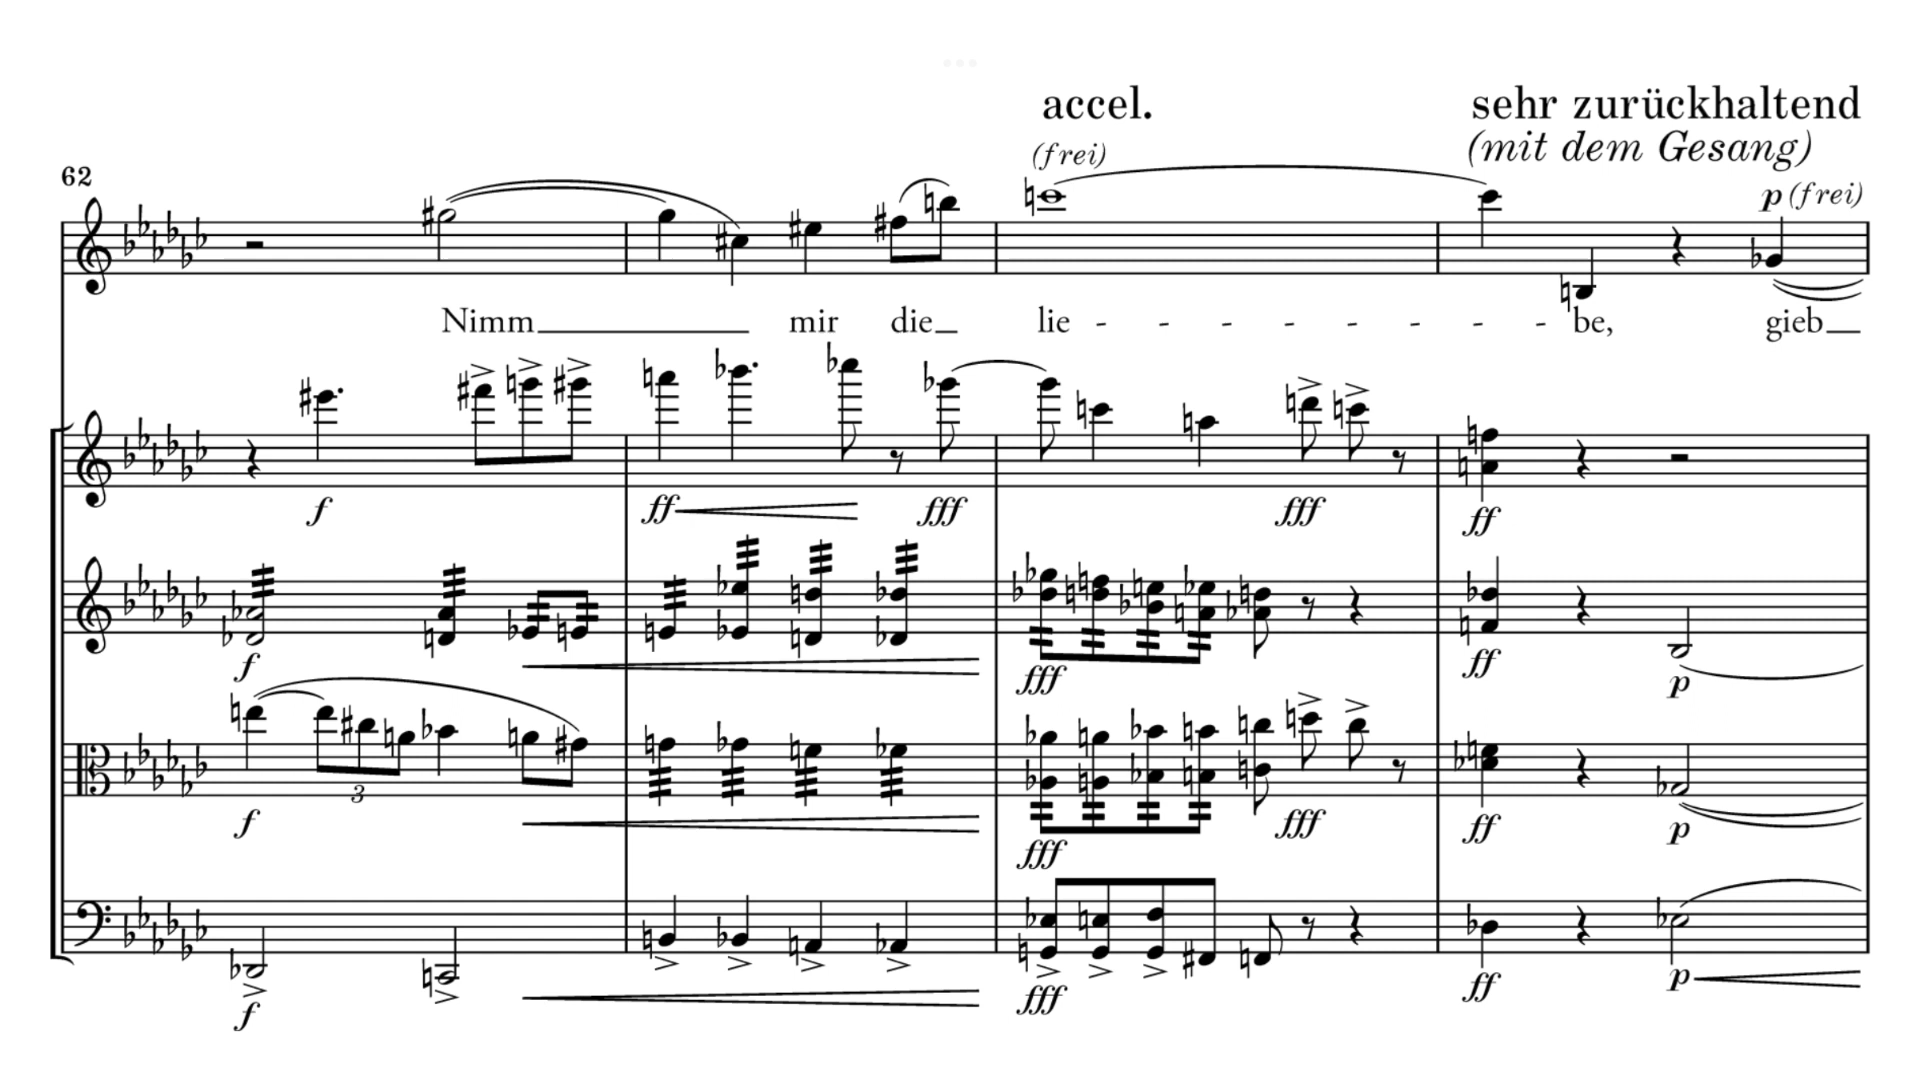 accel.
sehr zurückhaltend
(frei)
(mit dem Gesang)
62
p (frei)
Nimm mir die lie - - - - - - - - be, gieb
f ff fff fff ff
f fff ff p
3
f fff fff ff p
f fff ff p